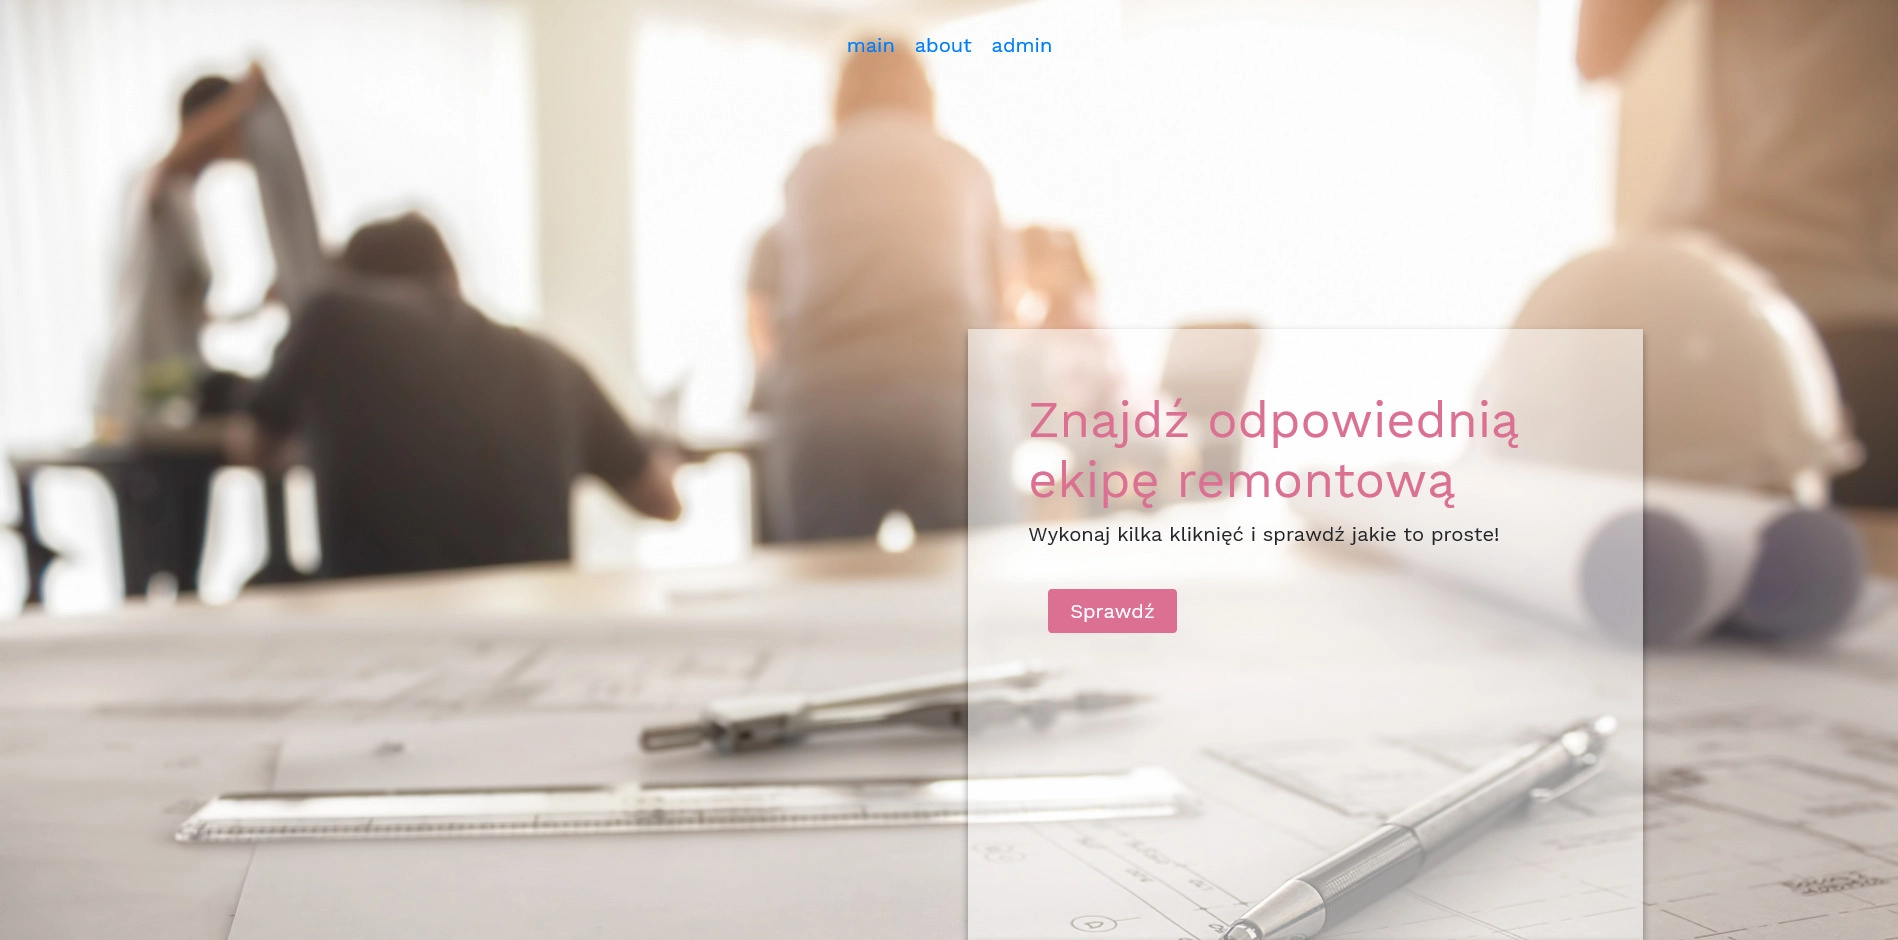 main about admin
Znajdź odpowiednią
ekipę remontową
Wykonaj kilka kliknięć i sprawdź jakie to proste!
Sprawdź